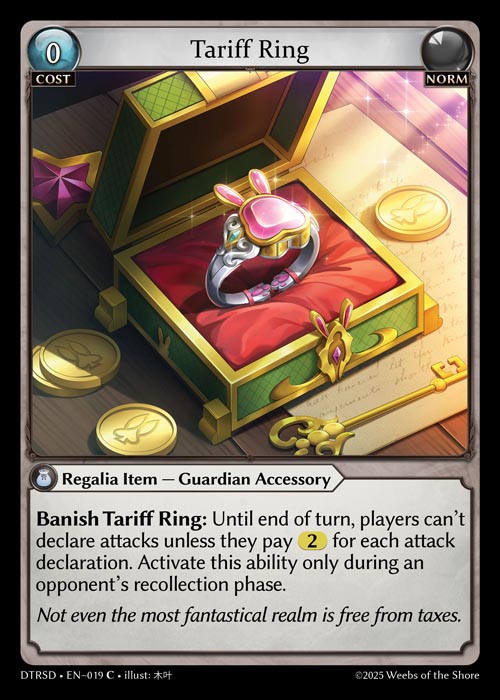 0
Tariff Ring
COST
NORM
Regalia Item — Guardian Accessory
Banish Tariff Ring: Until end of turn, players can't
declare attacks unless they pay 2 for each attack
declaration. Activate this ability only during an
opponent's recollection phase.
Not even the most fantastical realm is free from taxes.
DTRSD • EN–019 C • illust: 木叶
©2025 Weebs of the Shore